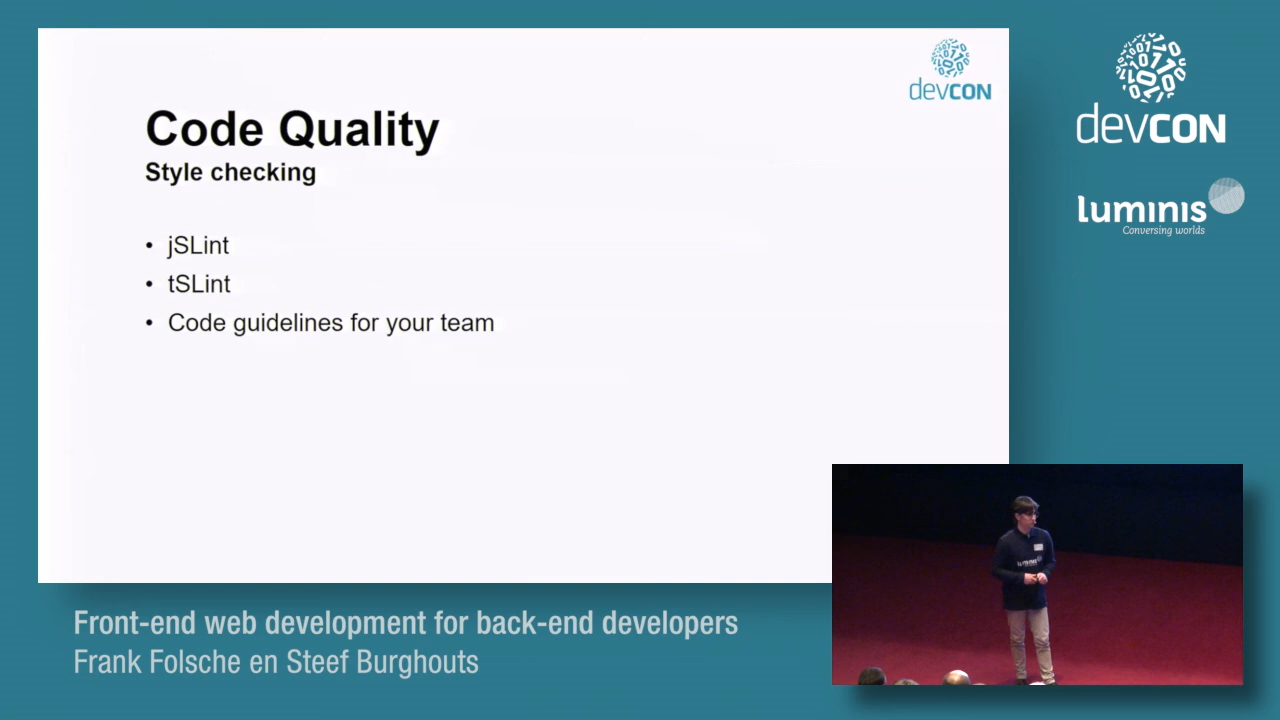 devcon
Code Quality
Style checking
• jSLint
• tSLint
• Code guidelines for your team
devcon
luminis
Conversing worlds
luminis
Front-end web development for back-end developers
Frank Folsche en Steef Burghouts